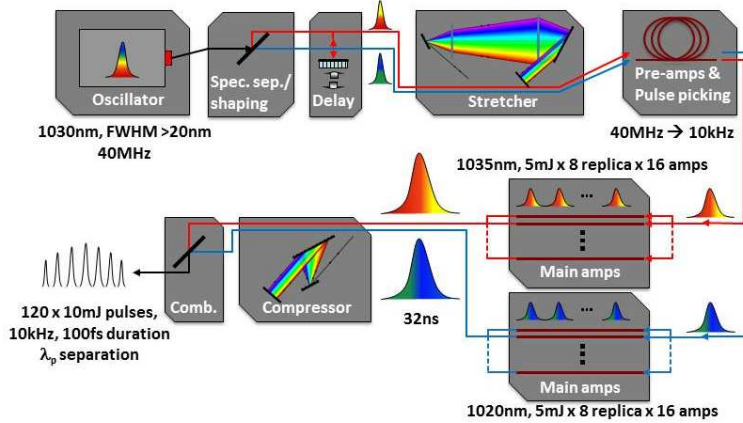 Oscillator
1030nm, FWHM >20nm
40MHz
Spec. sep./
shaping
Delay
Stretcher
Pre-amps &
Pulse picking
40MHz → 10kHz
1035nm, 5mJ x 8 replica x 16 amps
...
Main amps
32ns
Compressor
Comb.
120 x 10mJ pulses,
10kHz, 100fs duration
λp separation
...
Main amps
1020nm, 5mJ x 8 replica x 16 amps